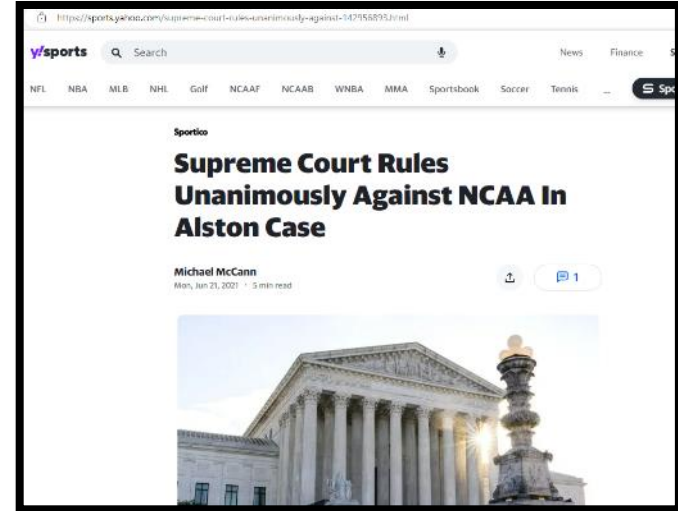 https://sports.yahoo.com/supreme-court-rules-unanimously-against-142956893.html
y!sports Search News Finance S
NFL NBA MLB NHL Golf NCAAF NCAAB WNBA MMA Sportsbook Soccer Tennis ... S Spo
Sportico
Supreme Court Rules
Unanimously Against NCAA In
Alston Case
Michael McCann
Mon, Jun 21, 2021 · 5 min read
1